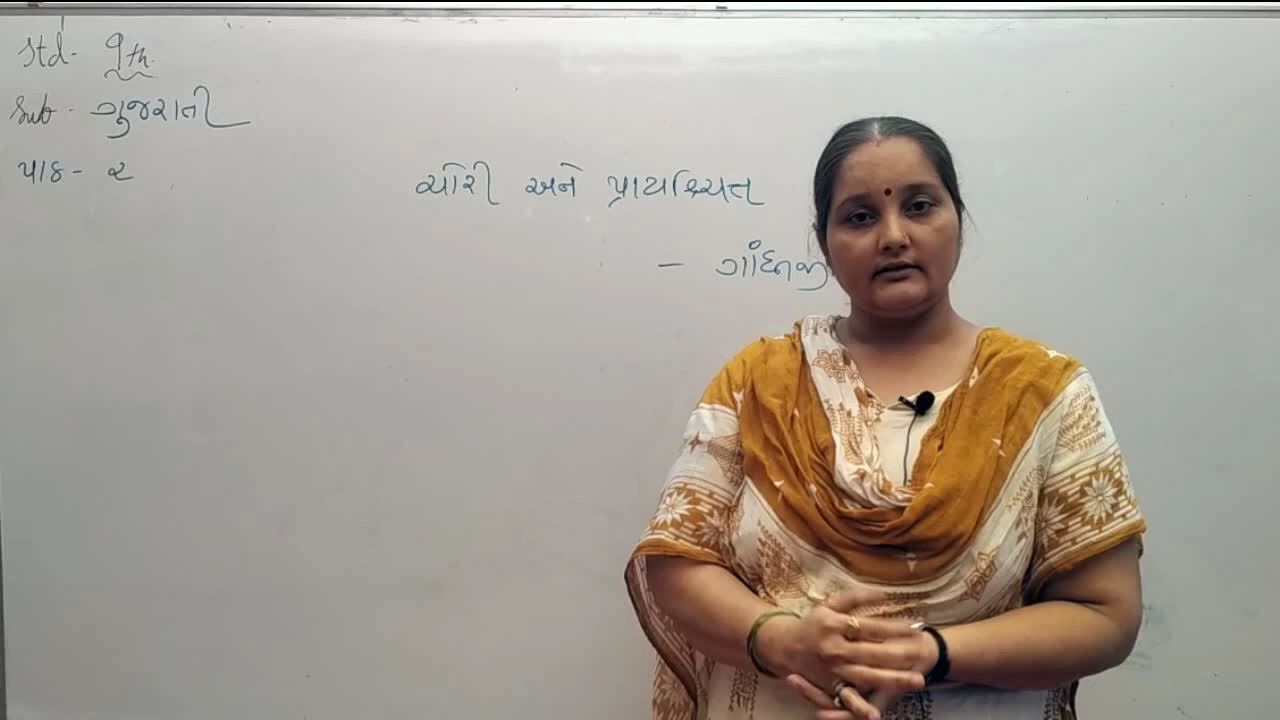 Std - 9th.
Sub - ગુજરાતી
પાઠ - ૨
ચોરી અને પ્રાયશ્ચિત
- ગાંધીજી